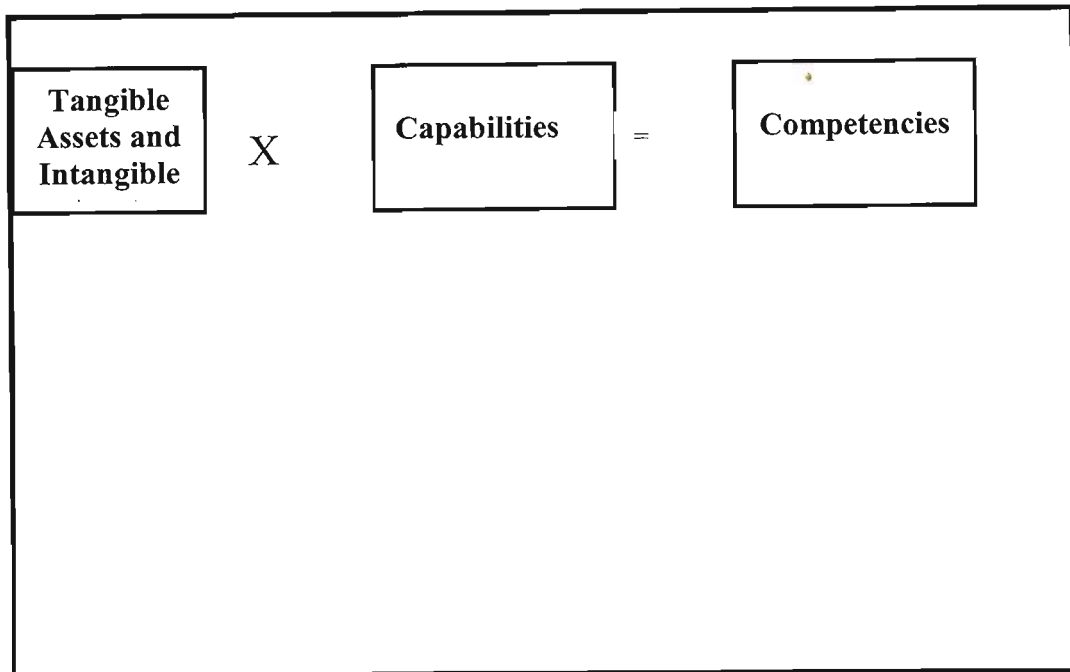 Tangible
Assets and
Intangible
X
Capabilities
=
Competencies